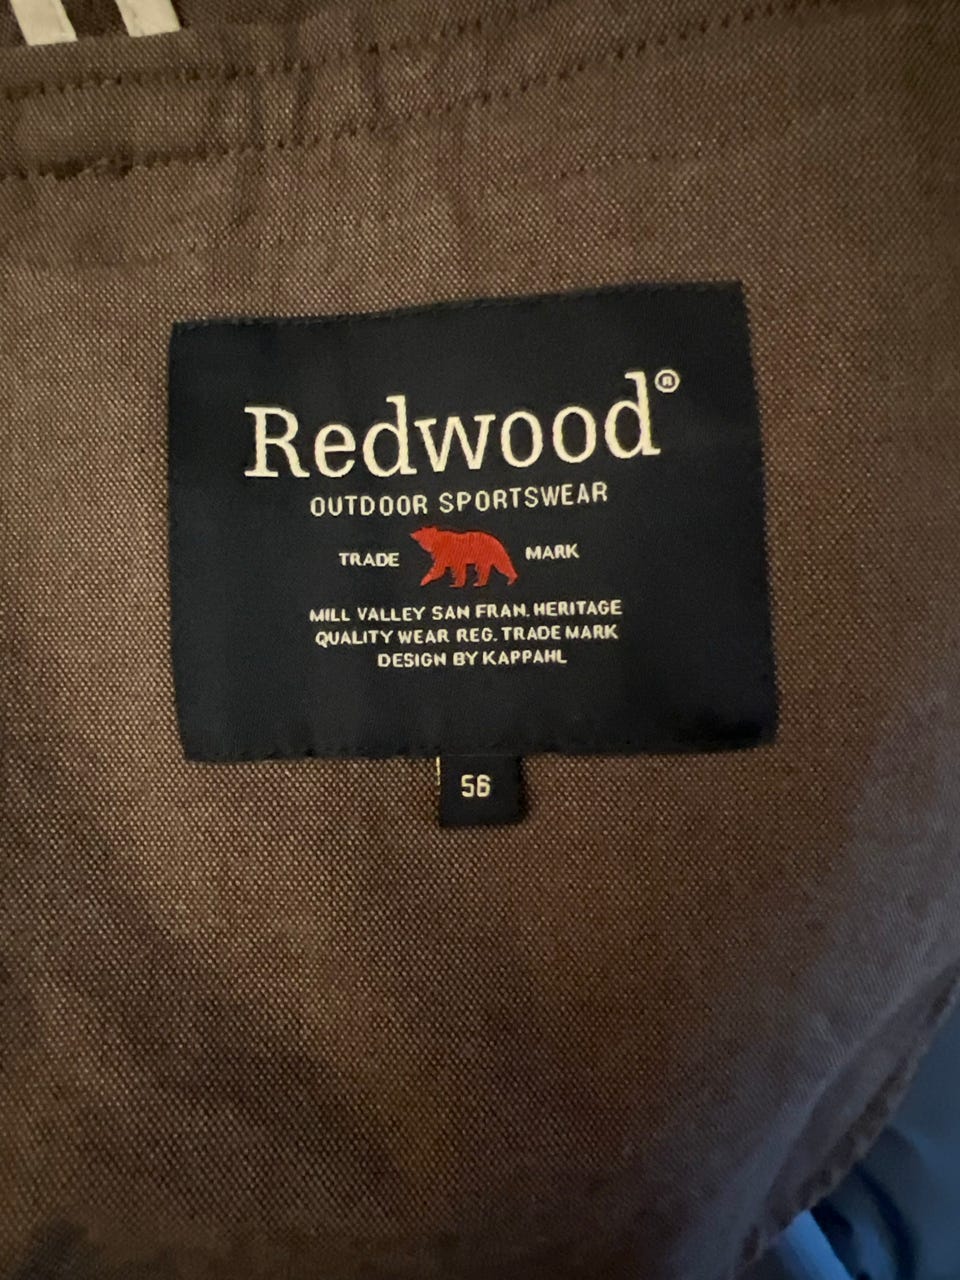 Redwood®
OUTDOOR SPORTSWEAR
TRADE MARK
MILL VALLEY SAN FRAN. HERITAGE
QUALITY WEAR REG. TRADE MARK
DESIGN BY KAPPAHL
56